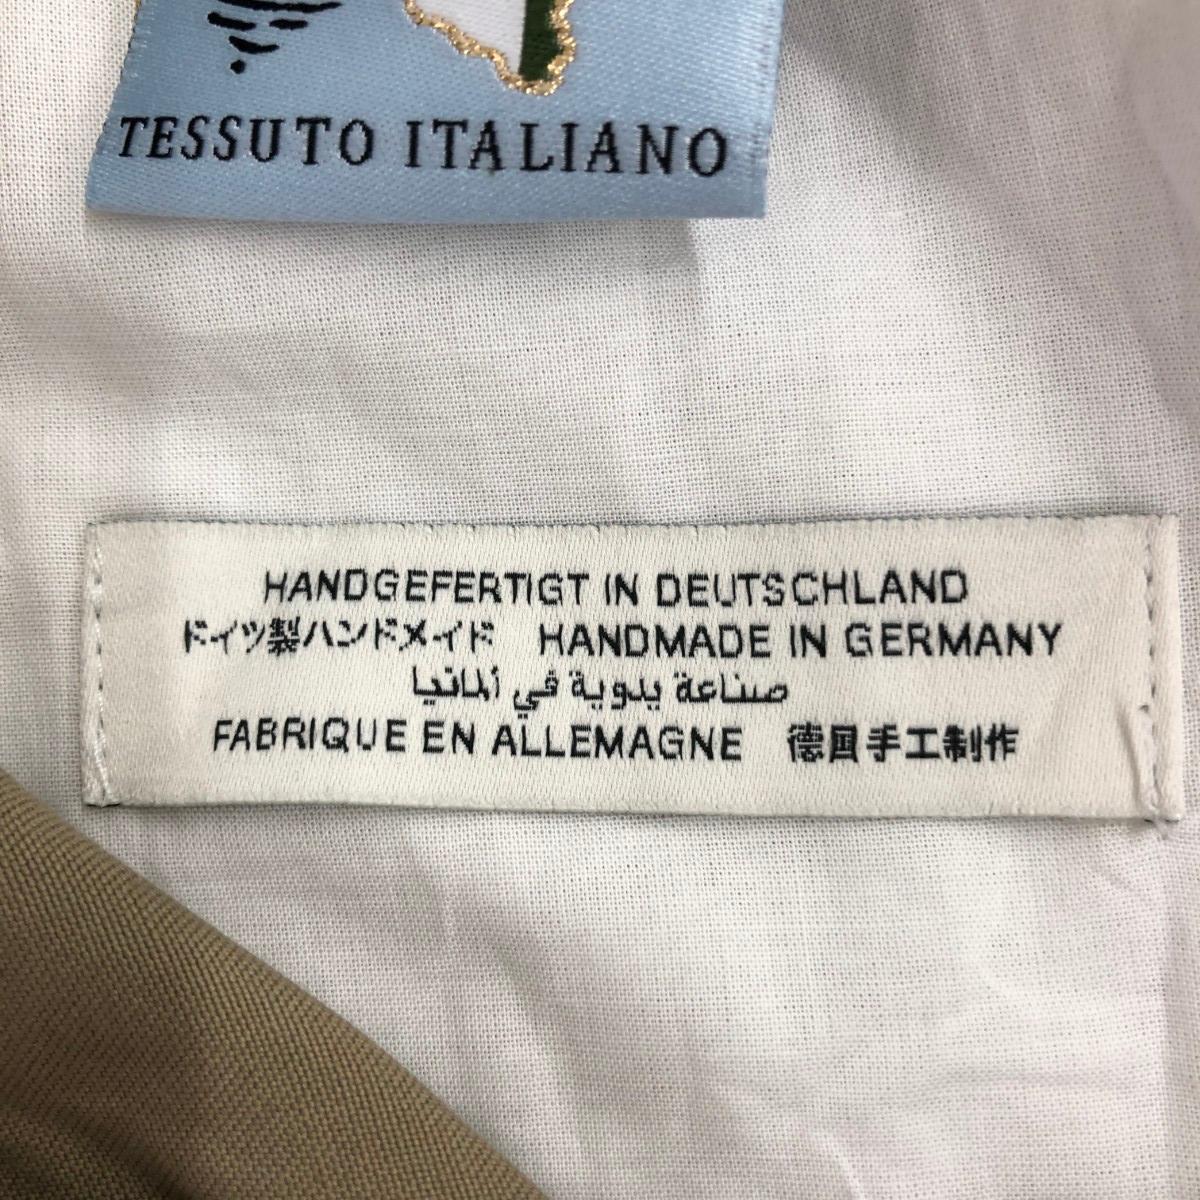 TESSUTO ITALIANO
HANDGEFERTIGT IN DEUTSCHLAND
ドイツ製ハンドメイド HANDMADE IN GERMANY
صناعة يدوية في ألمانيا
FABRIQUE EN ALLEMAGNE 德国手工制作